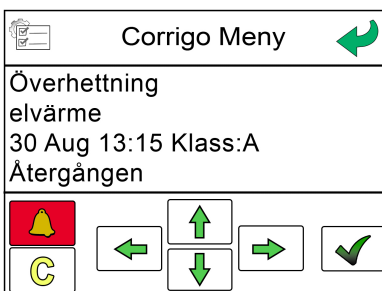 Corrigo Meny
Överhettning
elvärme
30 Aug 13:15 Klass:A
Återgången
C